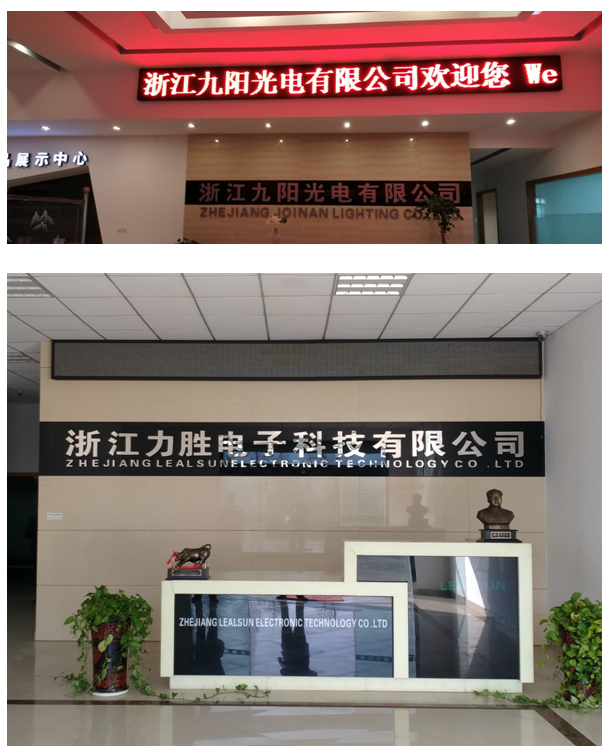 浙江九阳光电有限公司欢迎您 We
展示中心
浙江九阳光电有限公司
ZHEJIANG JOINAN LIGHTING CO
浙江力胜电子科技有限公司
ZHEJIANG LEALSUN ELECTRONIC TECHNOLOGY CO .LTD
LEALSUN
ZHEJIANG LEALSUN ELECTRONIC TECHNOLOGY CO .LTD